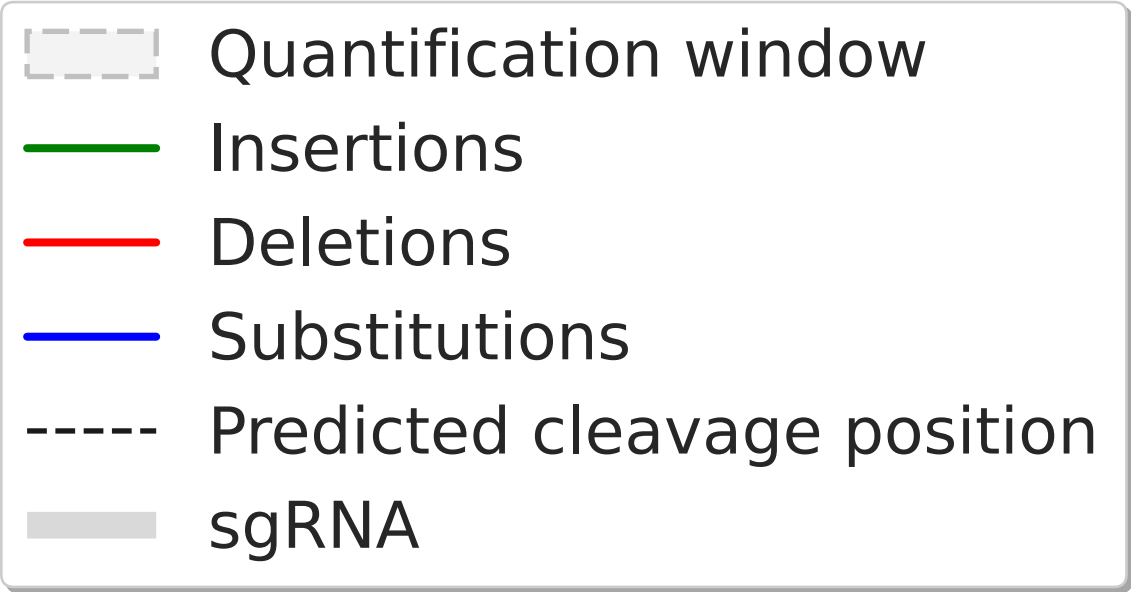 Quantification window
Insertions
Deletions
Substitutions
Predicted cleavage position
sgRNA